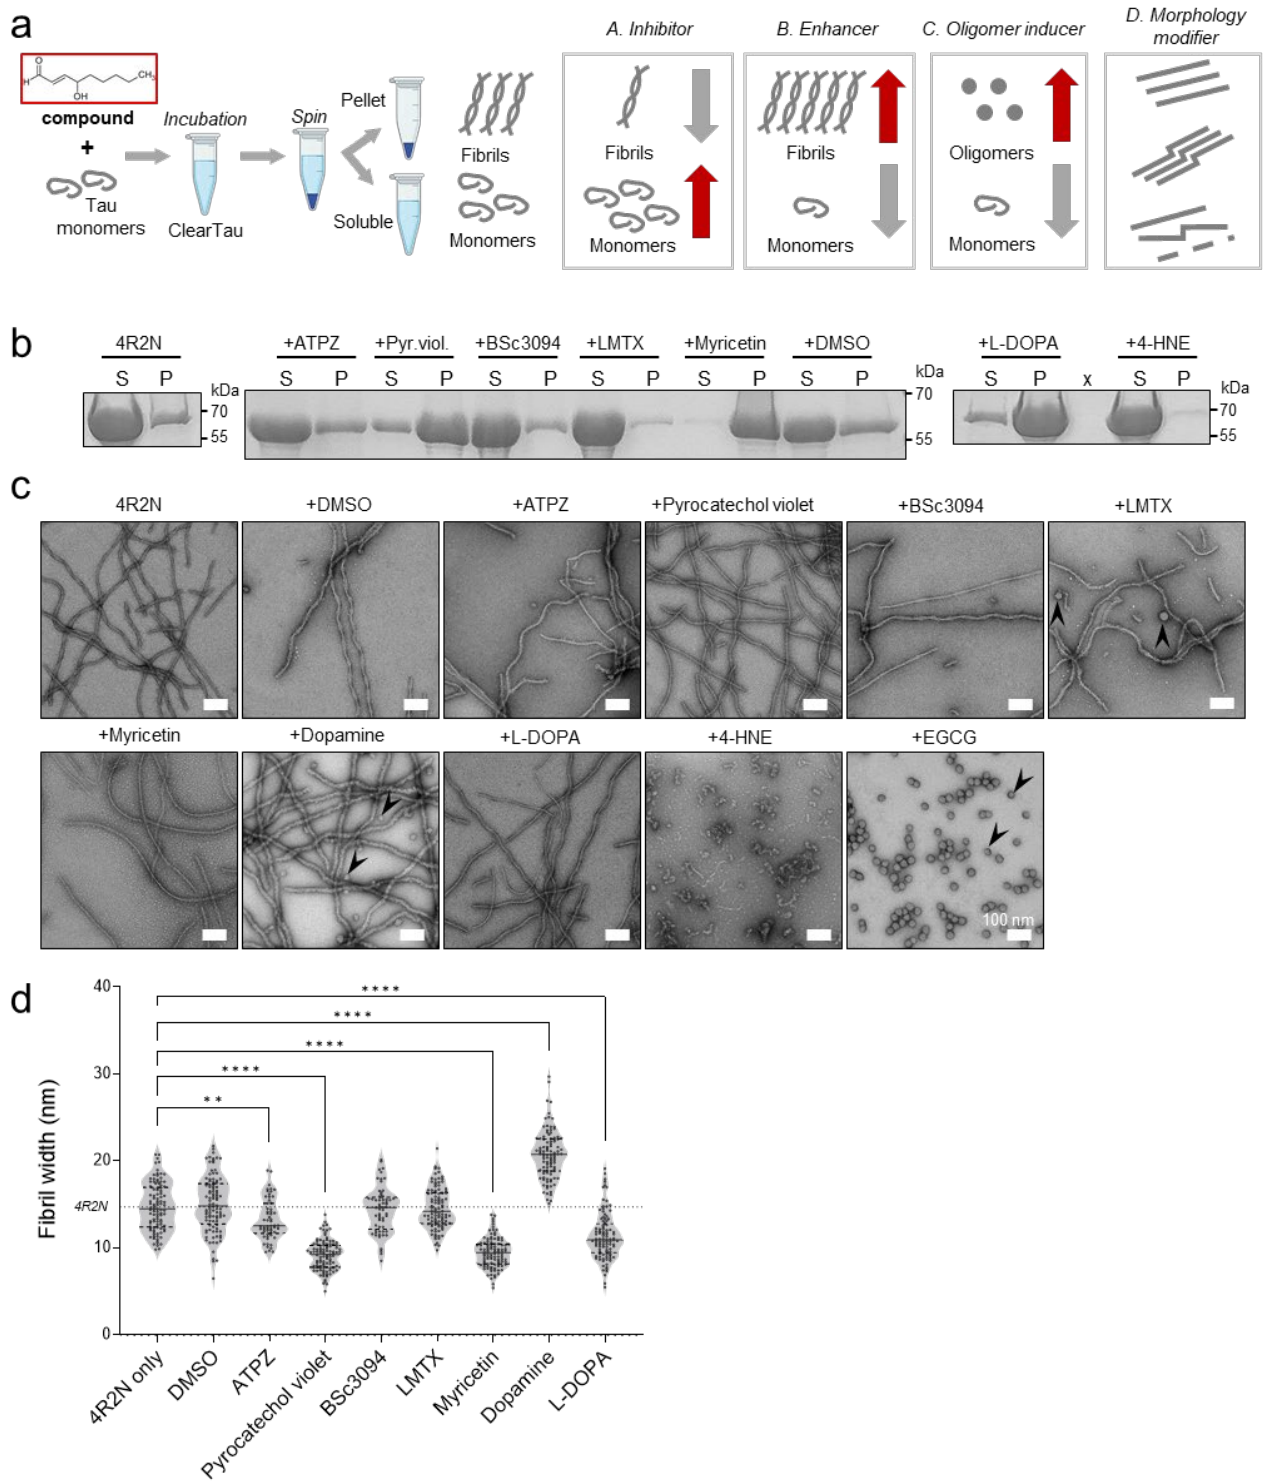 a
H
O
OH
CH3
compound
+
Tau
monomers
Incubation
ClearTau
Spin
Pellet
Soluble
Fibrils
Monomers
A. Inhibitor
Fibrils
Monomers
B. Enhancer
Fibrils
Monomers
C. Oligomer inducer
Oligomers
Monomers
D. Morphology
modifier
b
4R2N
+ATPZ
+Pyr.viol.
+BSc3094
+LMTX
+Myricetin
+DMSO
+L-DOPA
+4-HNE
S P kDa
S P S P S P S P S P S P kDa
S P x S P kDa
70
55
70
55
70
55
c
4R2N
+DMSO
+ATPZ
+Pyrocatechol violet
+BSc3094
+LMTX
+Myricetin
+Dopamine
+L-DOPA
+4-HNE
+EGCG
100 nm
d
Fibril width (nm)
40
30
20
10
0
4R2N
****
****
****
****
**
4R2N only
DMSO
ATPZ
Pyrocatechol violet
BSc3094
LMTX
Myricetin
Dopamine
L-DOPA